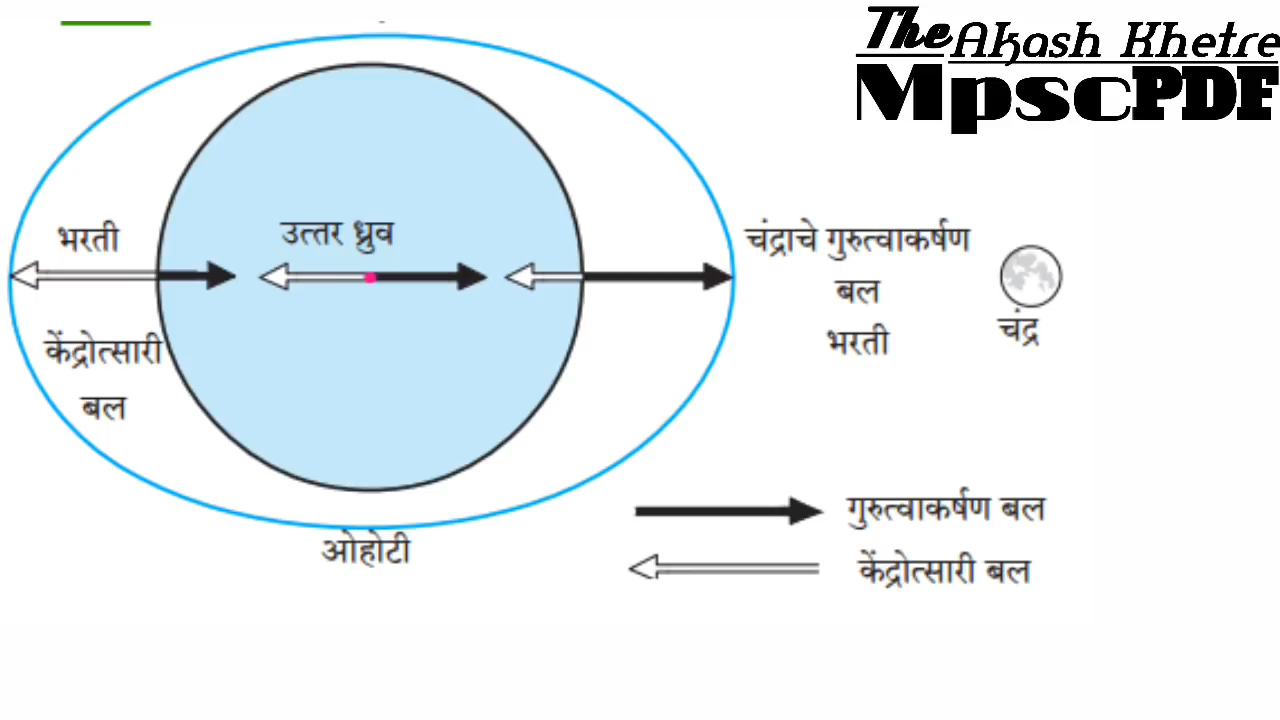 The Akash Khetre
MpscPDF
भरती
उत्तर ध्रुव
चंद्राचे गुरुत्वाकर्षण
बल
भरती
चंद्र
केंद्रोत्सारी
बल
ओहोटी
गुरुत्वाकर्षण बल
केंद्रोत्सारी बल